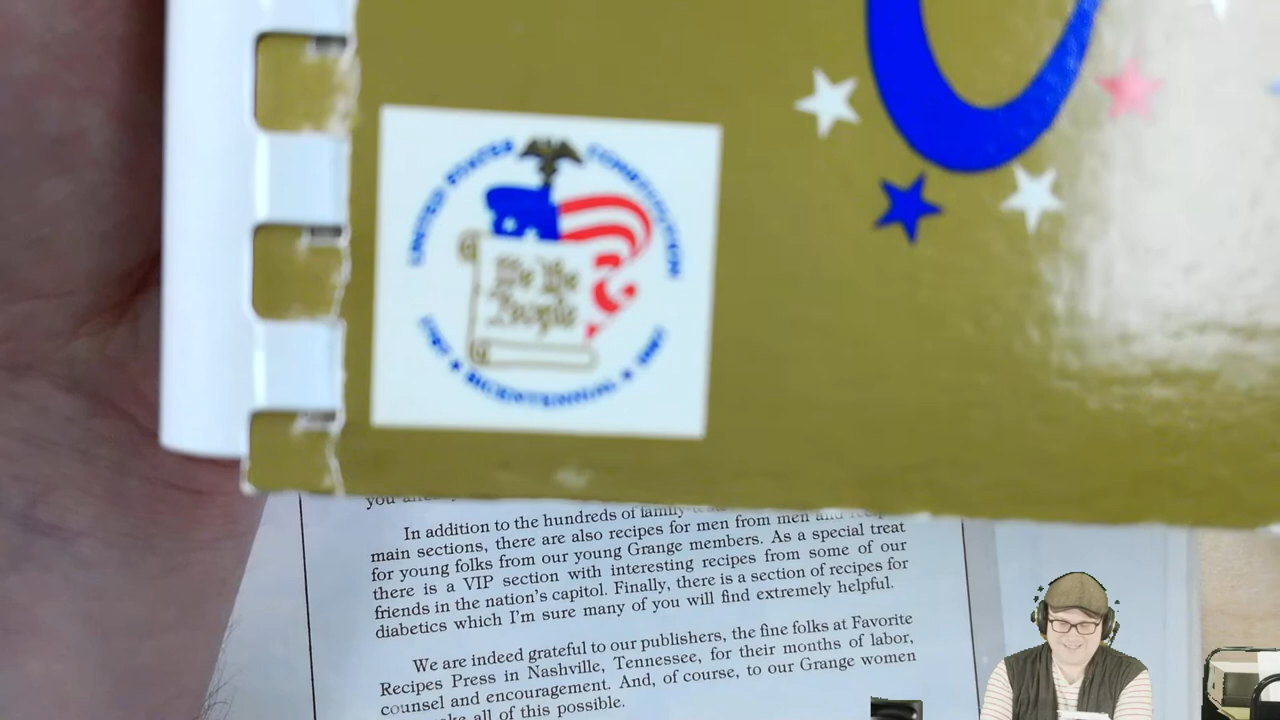 UNITED STATES CONSTITUTION
We the
People
1787 ★ BICENTENNIAL ★ 1987
In addition to the hundreds of family-
main sections, there are also recipes for men from men and
for young folks from our young Grange members. As a special treat
there is a VIP section with interesting recipes from some of our
friends in the nation's capitol. Finally, there is a section of recipes for
diabetics which I'm sure many of you will find extremely helpful.
We are indeed grateful to our publishers, the fine folks at Favorite
Recipes Press in Nashville, Tennessee, for their months of labor,
counsel and encouragement. And, of course, to our Grange women
all of this possible.